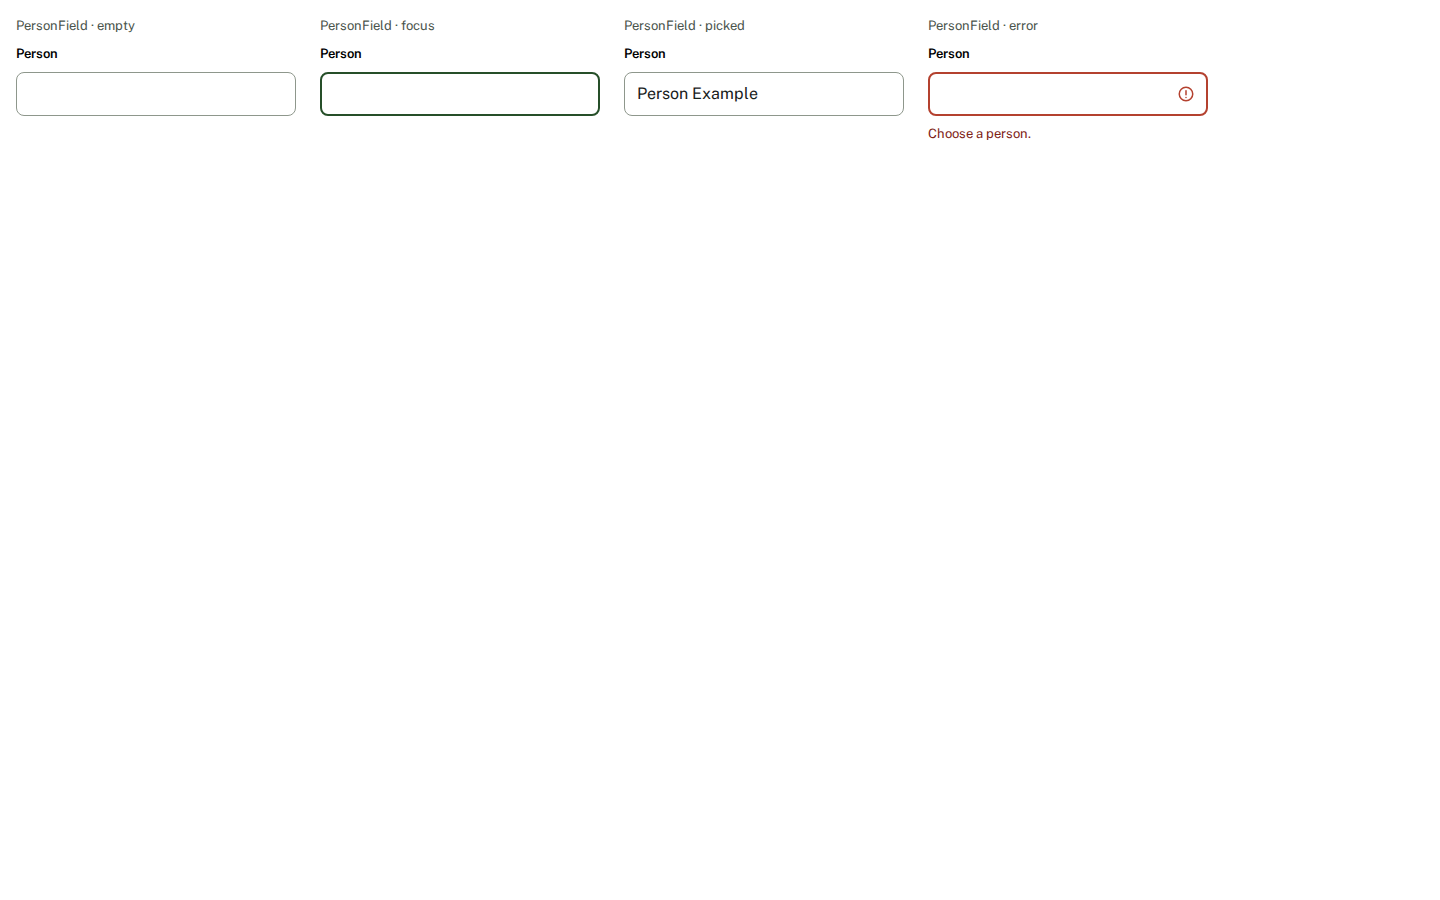 PersonField · empty
Person
PersonField · focus
Person
PersonField · picked
Person
Person Example
PersonField · error
Person
Choose a person.